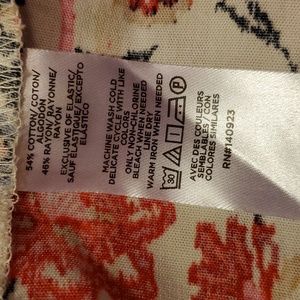 54% COTTON/COTON/
ALGODÓN
46% RAYON/ RAYONNE/
RAYÓN
EXCLUSIVE OF ELASTIC/
SAUF ÉLASTIQUE/ EXCEPTO
ELÁSTICO
MACHINE WASH COLD
DELICATE CYCLE WITH LIKE
COLORS
ONLY NON-CHLORINE
BLEACH WHEN NEEDED
LINE DRY
WARM IRON WHEN NEEDED
30
AVEC DES COULEURS
SEMBLABLES \ CON
COLORES SIMILARES
RN#140923